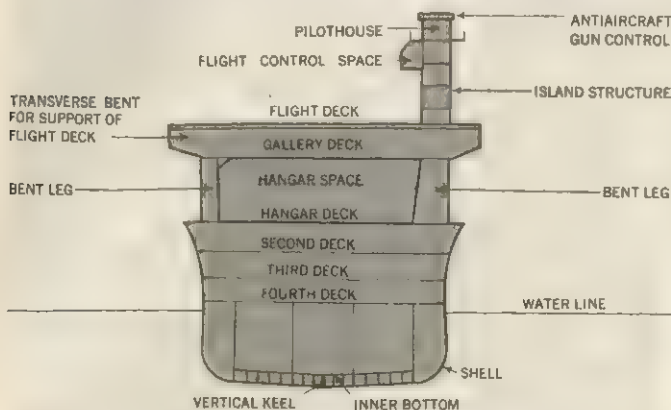 PILOTHOUSE
ANTIAIRCRAFT
GUN CONTROL
FLIGHT CONTROL SPACE
ISLAND STRUCTURE
TRANSVERSE BENT
FOR SUPPORT OF
FLIGHT DECK
FLIGHT DECK
GALLERY DECK
BENT LEG
HANGAR SPACE
BENT LEG
HANGAR DECK
SECOND DECK
THIRD DECK
FOURTH DECK
WATER LINE
SHELL
VERTICAL KEEL
INNER BOTTOM